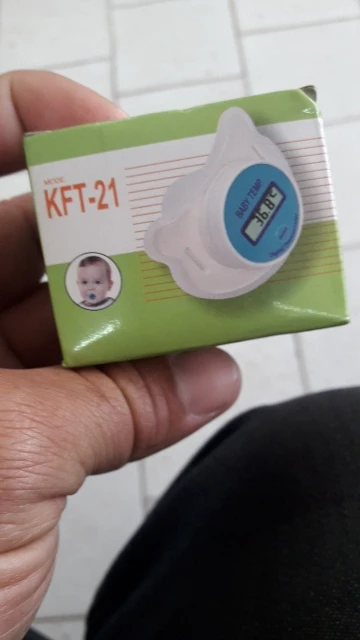 MODEL
KFT-21
BABY TEMP
36.8°C